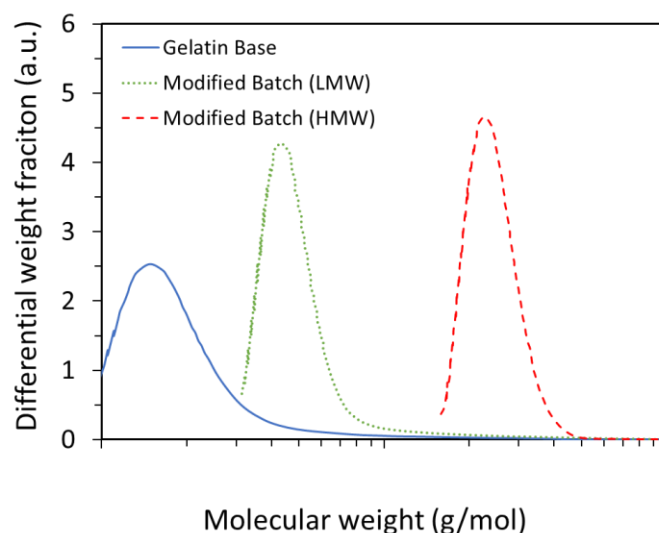 6
5
4
3
2
1
0
Differential weight fraciton (a.u.)
Gelatin Base
Modified Batch (LMW)
Modified Batch (HMW)
Molecular weight (g/mol)